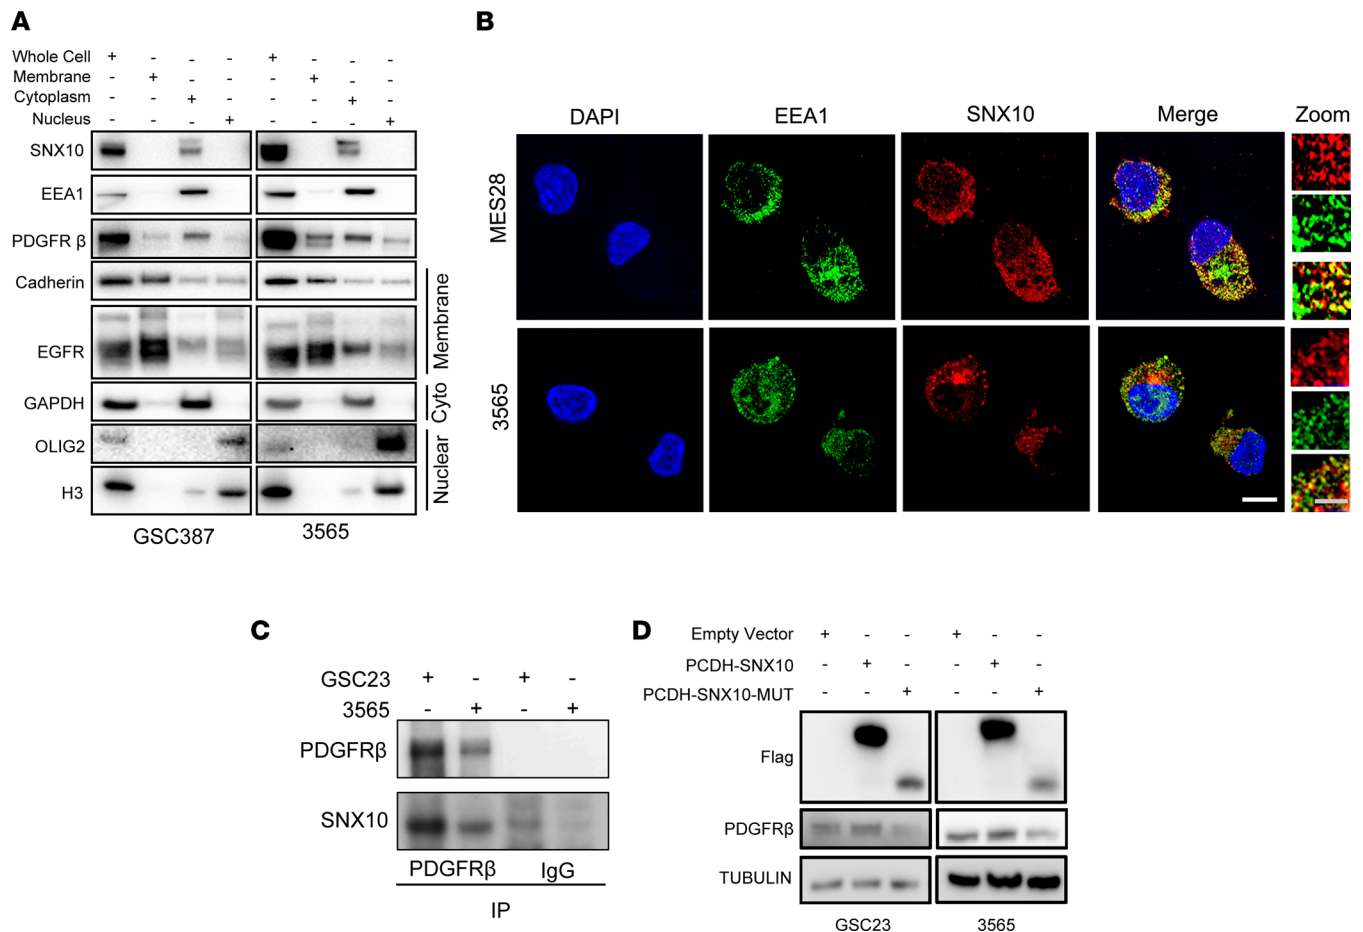 A
Whole Cell + - - - + - - -
Membrane - + - - - + - -
Cytoplasm - - + - - - + -
Nucleus - - - + - - - +
SNX10
EEA1
PDGFR β
Cadherin
EGFR
GAPDH
OLIG2
H3
Membrane
Cyto
Nuclear
GSC387 3565
B
DAPI EEA1 SNX10 Merge Zoom
MES28
3565
C
GSC23 + - + -
3565 - + - +
PDGFRβ
SNX10
PDGFRβ IgG
IP
D
Empty Vector + - - + - -
PCDH-SNX10 - + - - + -
PCDH-SNX10-MUT - - + - - +
Flag
PDGFRβ
TUBULIN
GSC23 3565